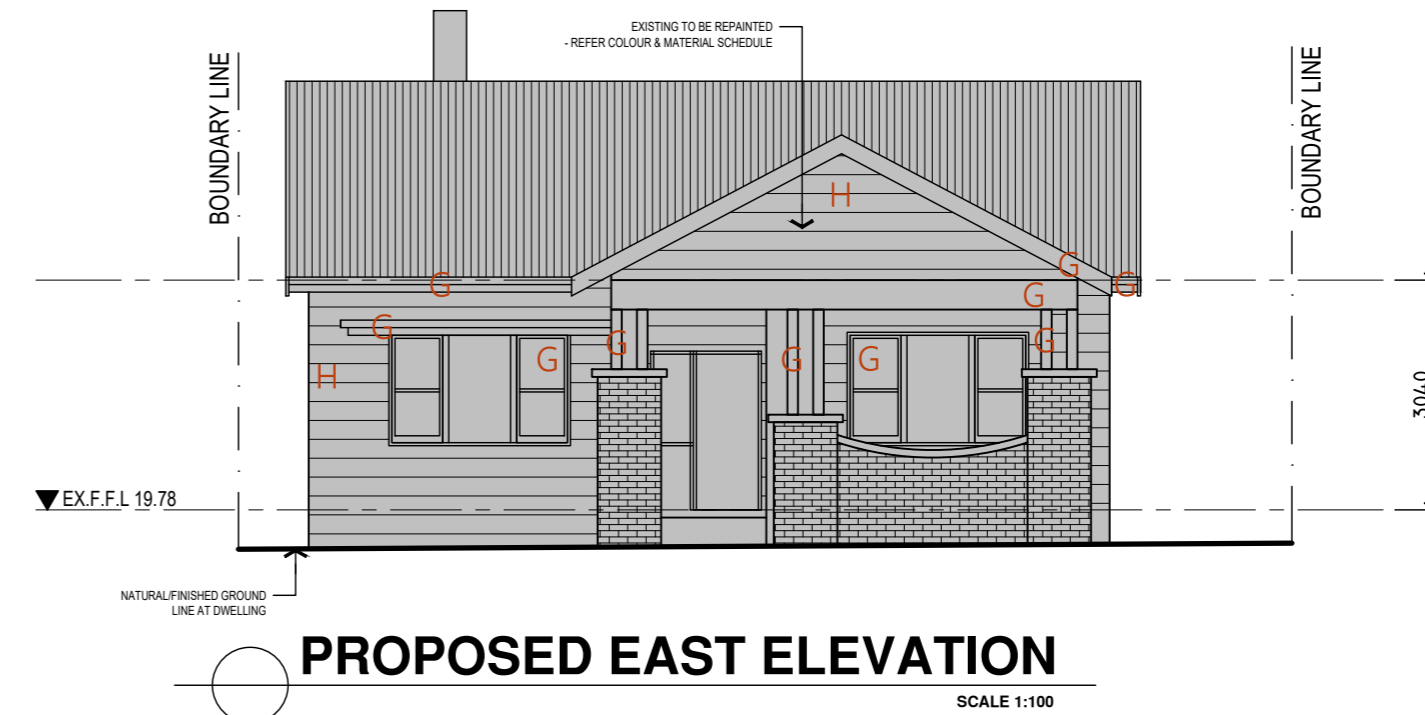 EXISTING TO BE REPAINTED
- REFER COLOUR & MATERIAL SCHEDULE
BOUNDARY LINE
BOUNDARY LINE
H
G
G
G
G
G
G
G
G
G
G
H
3040
EX.F.F.L 19.78
NATURAL/FINISHED GROUND
LINE AT DWELLING
PROPOSED EAST ELEVATION
SCALE 1:100